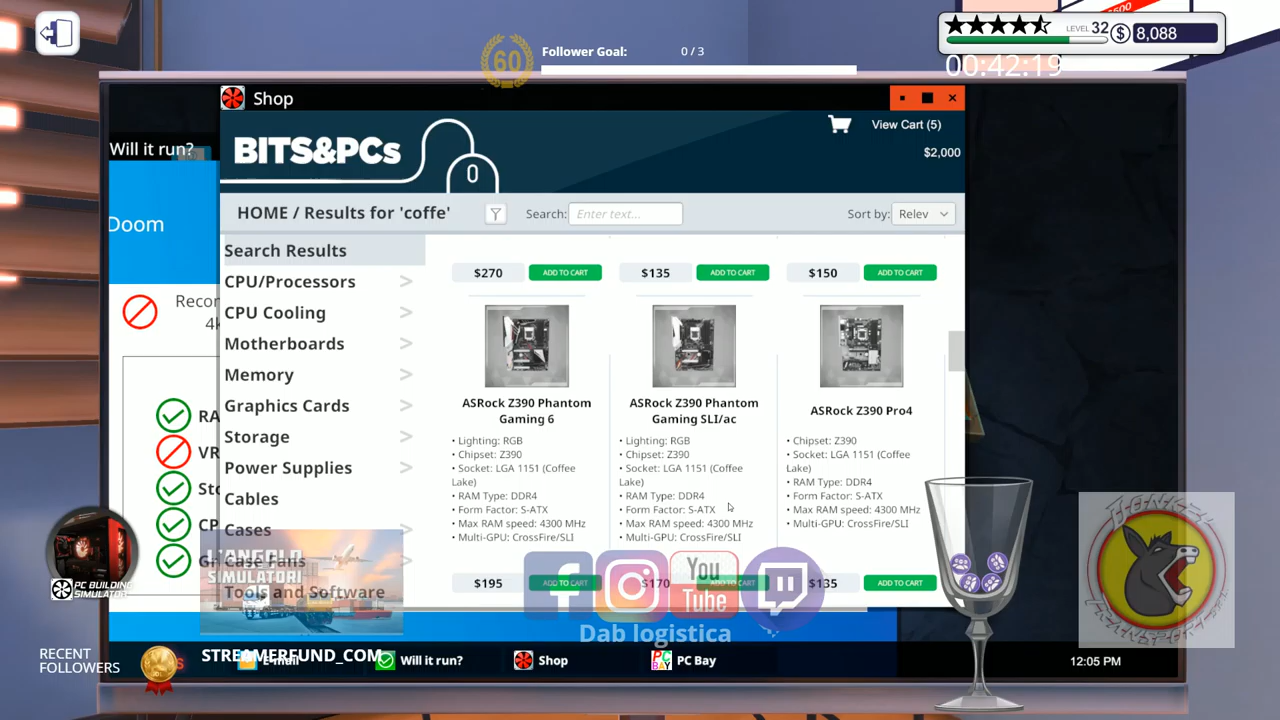 Follower Goal: 0 / 3
60
LEVEL 32
$ 8,088
00:42:19
Shop
Will it run?
BITS&PCs
View Cart (5)
$2,000
HOME / Results for 'coffe'
Search:
Enter text...
Sort by:
Relev
Doom
Search Results
CPU/Processors
CPU Cooling
Motherboards
Memory
Graphics Cards
Storage
Power Supplies
Cables
Cases
Case Fans
Tools and Software
$270
ADD TO CART
$135
ADD TO CART
$150
ADD TO CART
ASRock Z390 Phantom
Gaming 6
• Lighting: RGB
• Chipset: Z390
• Socket: LGA 1151 (Coffee
Lake)
• RAM Type: DDR4
• Form Factor: S-ATX
• Max RAM speed: 4300 MHz
• Multi-GPU: CrossFire/SLI
$195
ADD TO CART
ASRock Z390 Phantom
Gaming SLI/ac
• Lighting: RGB
• Chipset: Z390
• Socket: LGA 1151 (Coffee
Lake)
• RAM Type: DDR4
• Form Factor: S-ATX
• Max RAM speed: 4300 MHz
• Multi-GPU: CrossFire/SLI
$170
ADD TO CART
ASRock Z390 Pro4
• Chipset: Z390
• Socket: LGA 1151 (Coffee
Lake)
• RAM Type: DDR4
• Form Factor: S-ATX
• Max RAM speed: 4300 MHz
• Multi-GPU: CrossFire/SLI
$135
ADD TO CART
Recon
4k
RA
VR
Sto
CP
L'ANGOLO
SIMULATORI
PC BUILDING
SIMULATOR
You
Tube
Dab logistica
RECENT
FOLLOWERS
STREAMERFUND_COM
Will it run?
Shop
PC Bay
12:05 PM